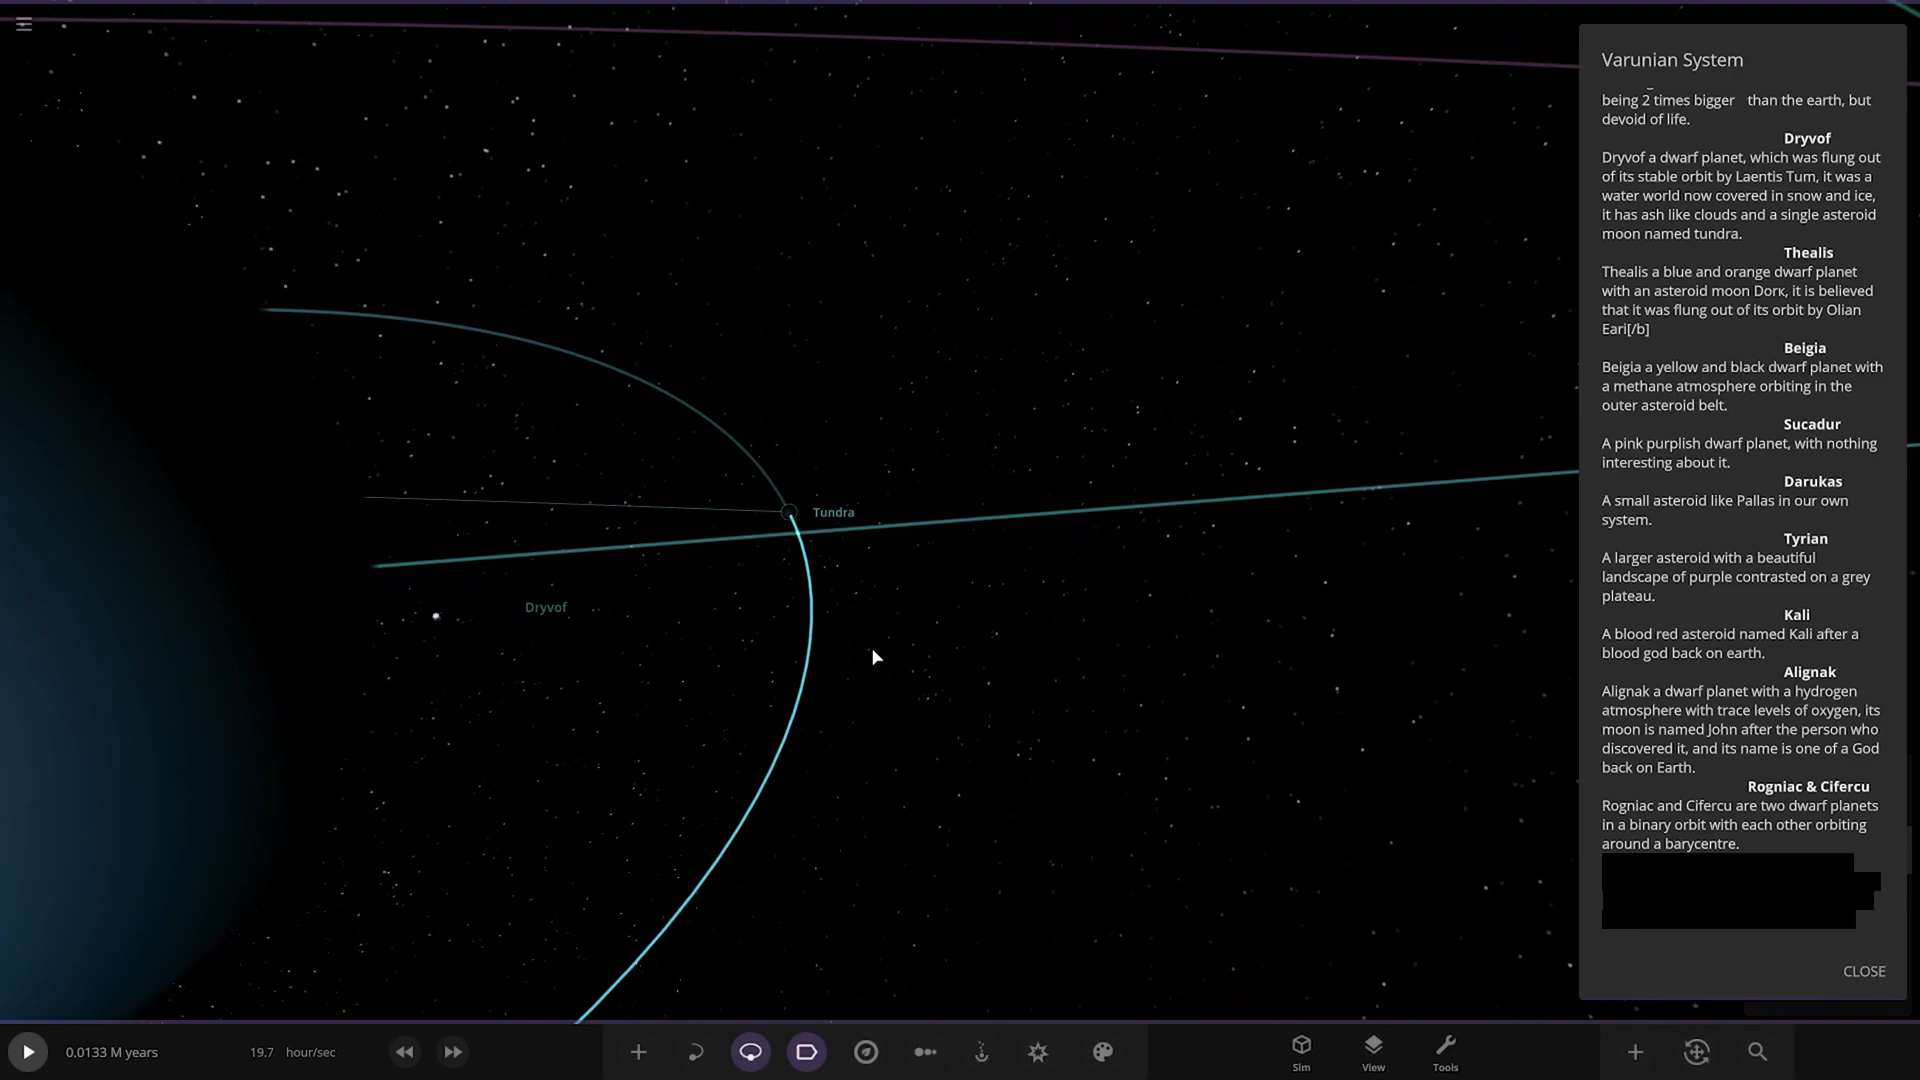 Varunian System
being 2 times bigger   than the earth, but
devoid of life.
Dryvof
Dryvof a dwarf planet, which was flung out
of its stable orbit by Laentis Tum, it was a
water world now covered in snow and ice,
it has ash like clouds and a single asteroid
moon named tundra.
Thealis
Thealis a blue and orange dwarf planet
with an asteroid moon Dorк, it is believed
that it was flung out of its orbit by Olian
Eari[/b]
Beigia
Beigia a yellow and black dwarf planet with
a methane atmosphere orbiting in the
outer asteroid belt.
Sucadur
A pink purplish dwarf planet, with nothing
interesting about it.
Darukas
A small asteroid like Pallas in our own
system.
Tyrian
A larger asteroid with a beautiful
landscape of purple contrasted on a grey
plateau.
Kali
A blood red asteroid named Kali after a
blood god back on earth.
Alignak
Alignak a dwarf planet with a hydrogen
atmosphere with trace levels of oxygen, its
moon is named John after the person who
discovered it, and its name is one of a God
back on Earth.
Rogniac & Cifercu
Rogniac and Cifercu are two dwarf planets
in a binary orbit with each other orbiting
around a barycentre.
CLOSE
Tundra
Dryvof
0.0133 M years
19.7 hour/sec
Sim
View
Tools